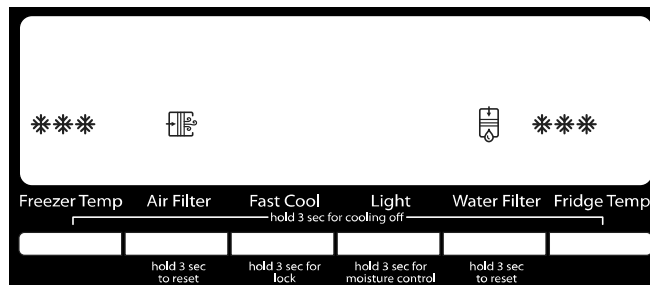 Freezer Temp Air Filter Fast Cool Light Water Filter Fridge Temp
hold 3 sec for cooling off
hold 3 sec to reset
hold 3 sec for lock
hold 3 sec for moisture control
hold 3 sec to reset